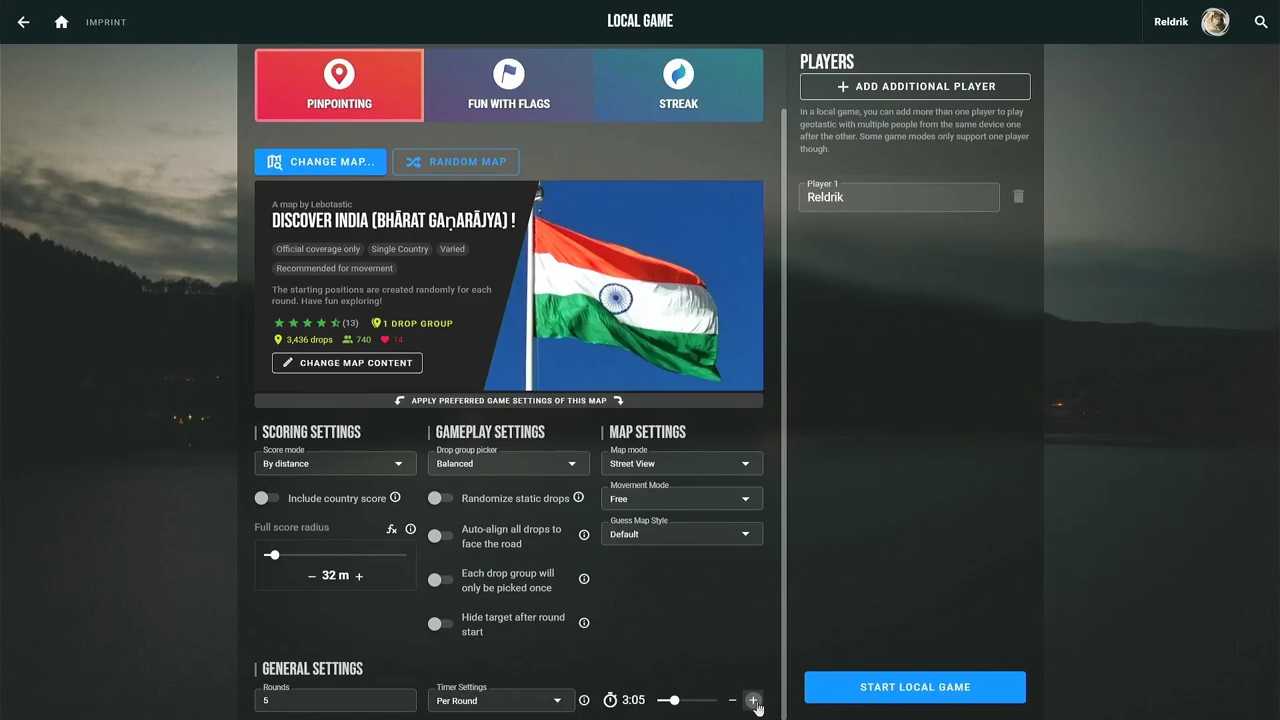 IMPRINT
LOCAL GAME
Reldrik
PINPOINTING
FUN WITH FLAGS
STREAK
CHANGE MAP...
RANDOM MAP
A map by Lebotastic
DISCOVER INDIA (BHĀRAT GAṇARĀJYA) !
Official coverage only
Single Country
Varied
Recommended for movement
The starting positions are created randomly for each
round. Have fun exploring!
(13)
1 DROP GROUP
3,436 drops
740
14
CHANGE MAP CONTENT
APPLY PREFERRED GAME SETTINGS OF THIS MAP
SCORING SETTINGS
Score mode
By distance
Include country score
Full score radius
fx
− 32 m +
GAMEPLAY SETTINGS
Drop group picker
Balanced
Randomize static drops
Auto-align all drops to
face the road
Each drop group will
only be picked once
Hide target after round
start
MAP SETTINGS
Map mode
Street View
Movement Mode
Free
Guess Map Style
Default
GENERAL SETTINGS
Rounds
5
Timer Settings
Per Round
3:05
− +
PLAYERS
+ ADD ADDITIONAL PLAYER
In a local game, you can add more than one player to play
geotastic with multiple people from the same device one
after the other. Some game modes only support one player
though.
Player 1
Reldrik
START LOCAL GAME